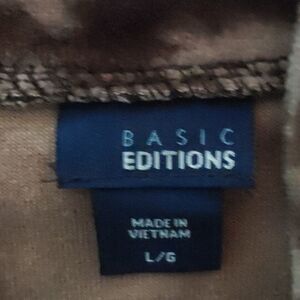 BASIC
EDITIONS
MADE IN
VIETNAM
L/G